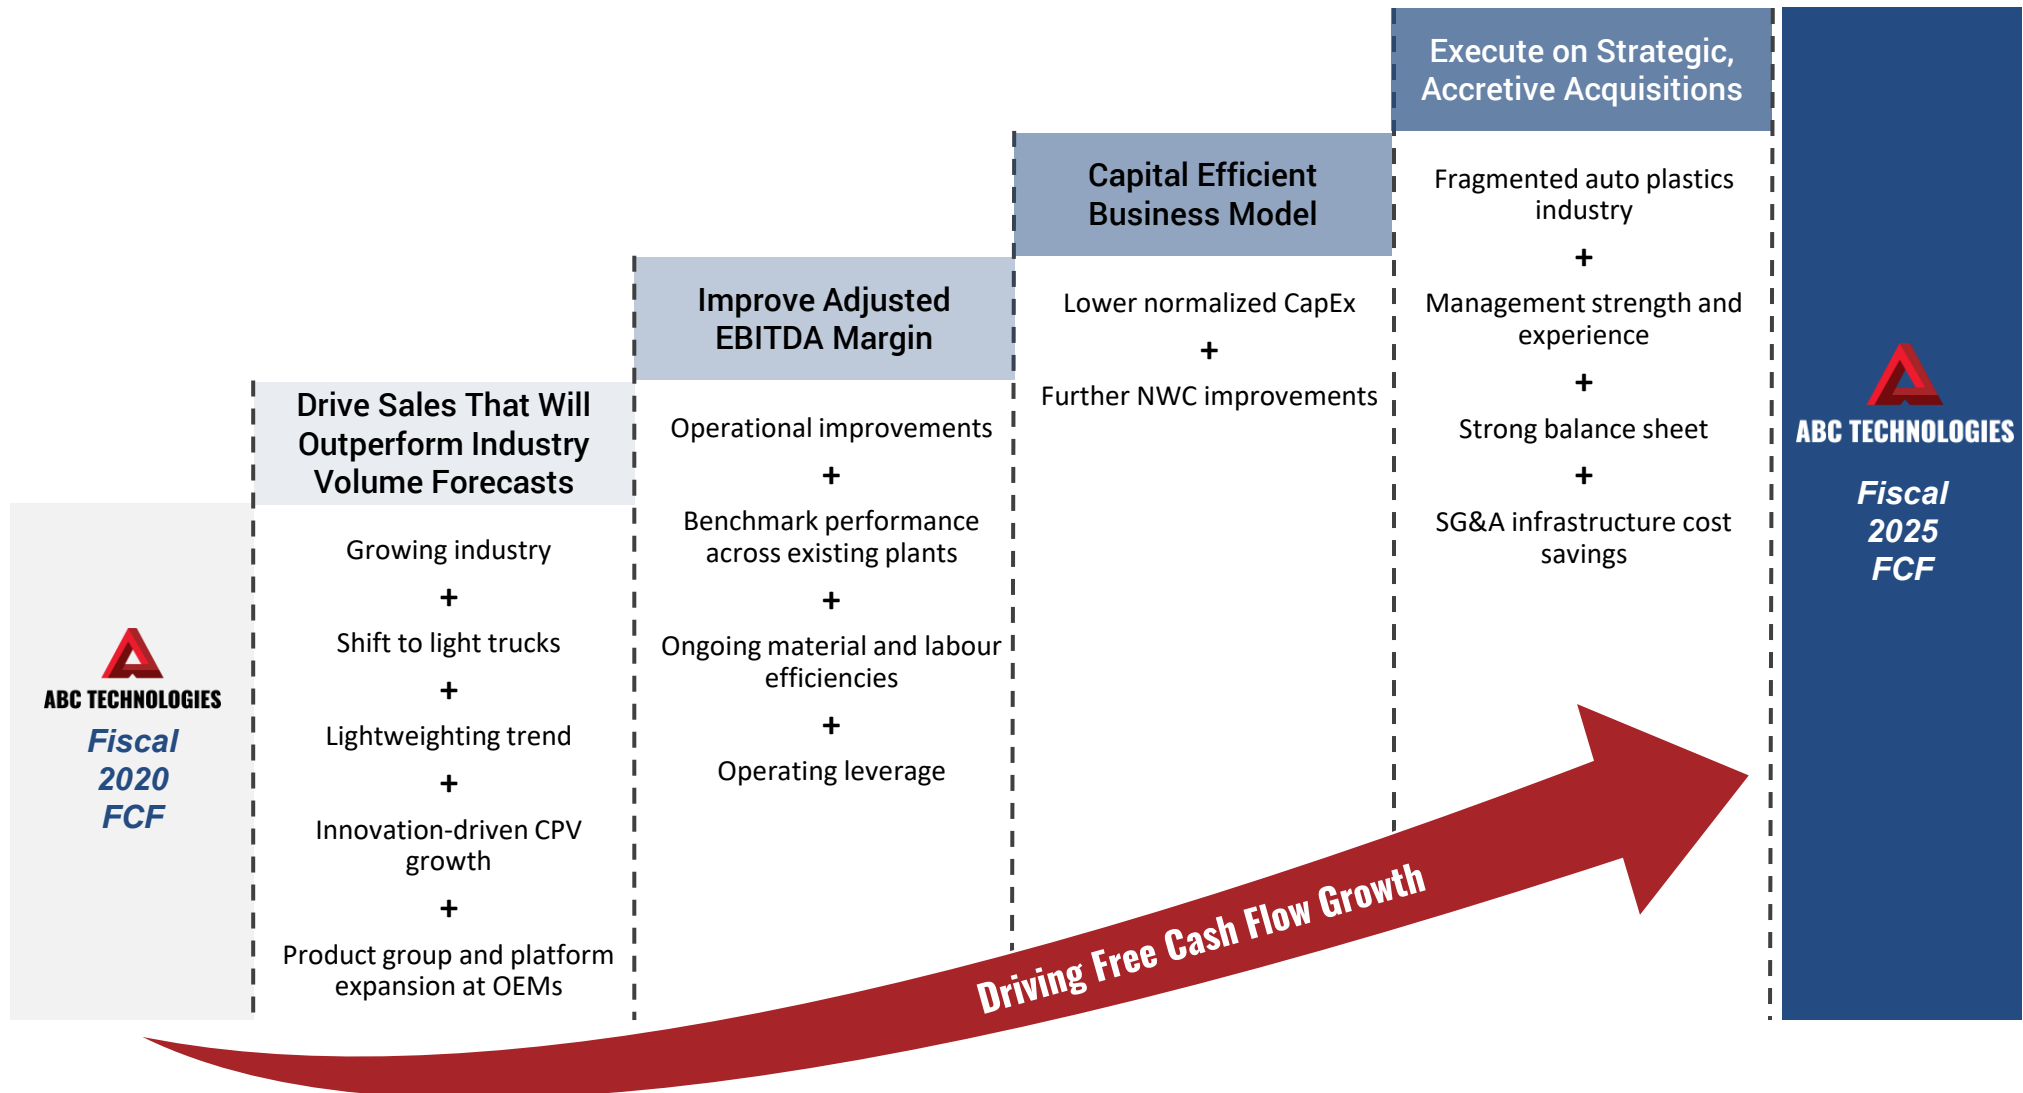 ABC TECHNOLOGIES
Fiscal
2020
FCF
Drive Sales That Will
Outperform Industry
Volume Forecasts
Growing industry
+
Shift to light trucks
+
Lightweighting trend
+
Innovation-driven CPV
growth
+
Product group and platform
expansion at OEMs
Improve Adjusted
EBITDA Margin
Operational improvements
+
Benchmark performance
across existing plants
+
Ongoing material and labour
efficiencies
+
Operating leverage
Capital Efficient
Business Model
Lower normalized CapEx
+
Further NWC improvements
Execute on Strategic,
Accretive Acquisitions
Fragmented auto plastics
industry
+
Management strength and
experience
+
Strong balance sheet
+
SG&A infrastructure cost
savings
ABC TECHNOLOGIES
Fiscal
2025
FCF
Driving Free Cash Flow Growth